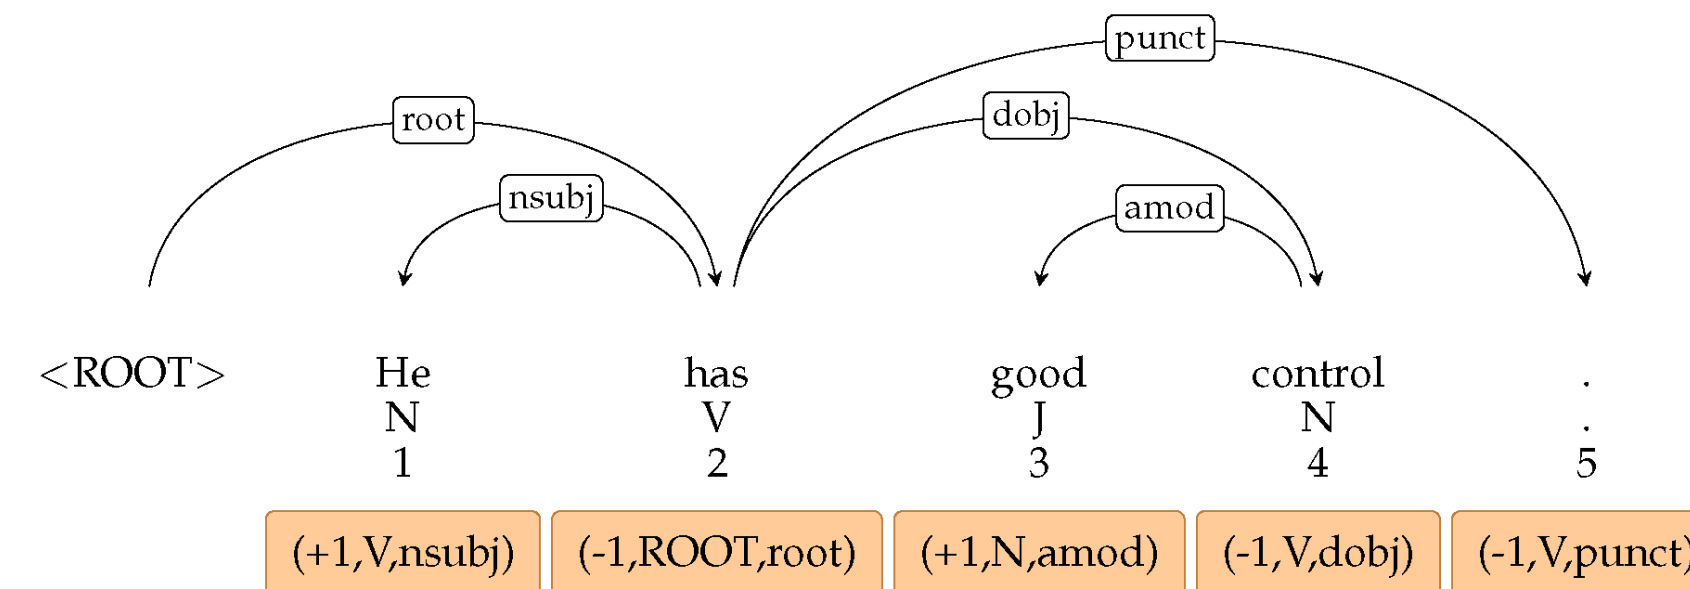 punct
root
dobj
nsubj
amod
<ROOT> He has good control .
N V J N .
1 2 3 4 5
(+1,V,nsubj) (-1,ROOT,root) (+1,N,amod) (-1,V,dobj) (-1,V,punct)